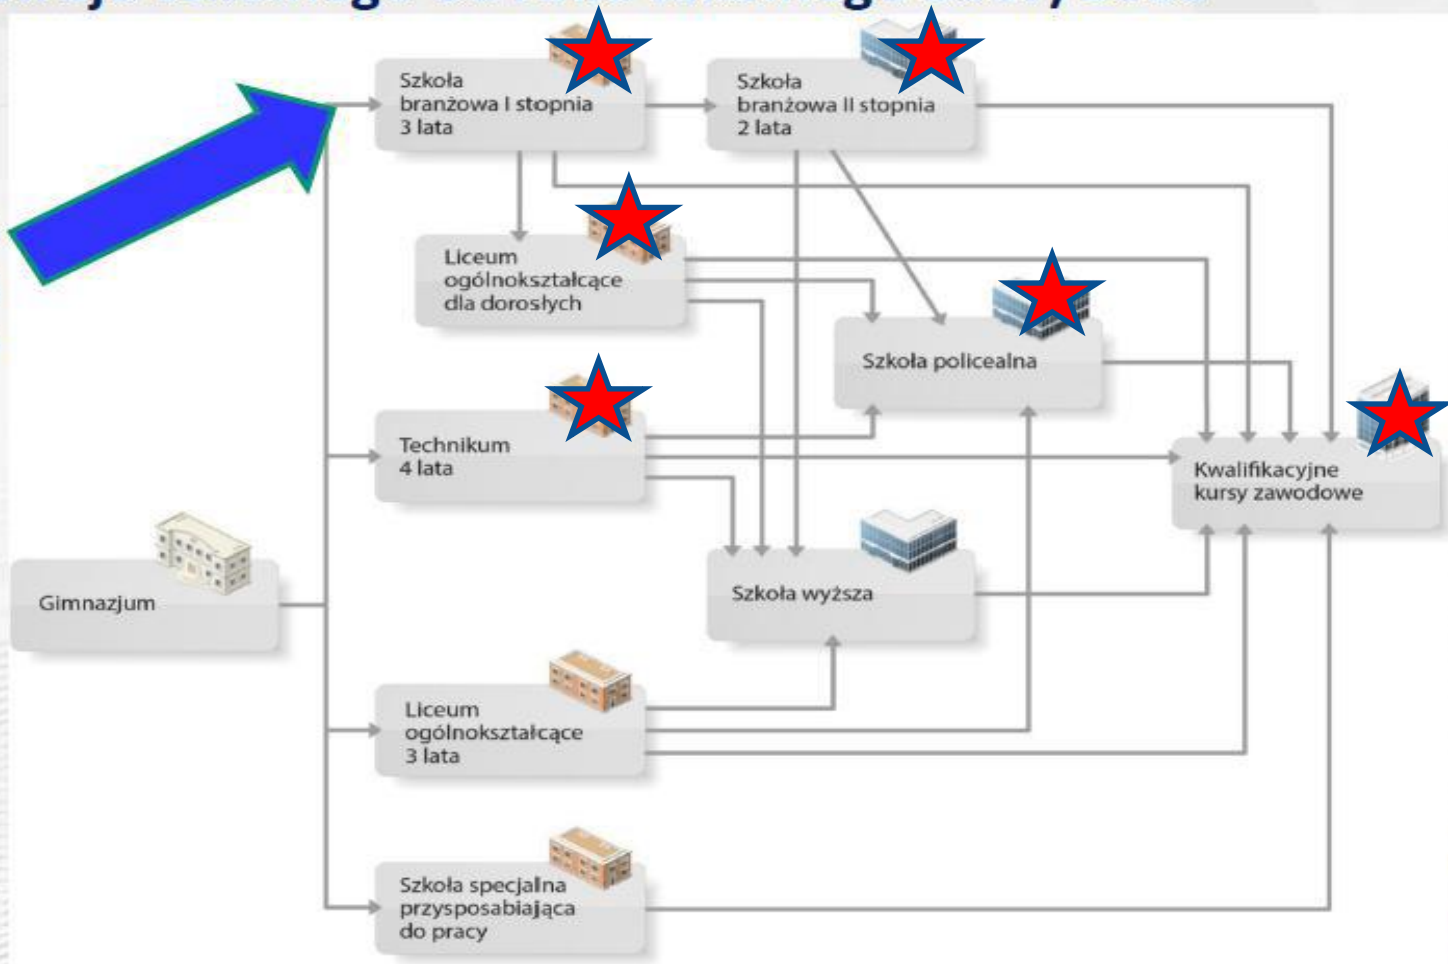 Szkoła
branżowa I stopnia
3 lata
Szkoła
branżowa II stopnia
2 lata
Liceum
ogólnokształcące
dla dorosłych
Szkoła policealna
Technikum
4 lata
Kwalifikacyjne
kursy zawodowe
Gimnazjum
Szkoła wyższa
Liceum
ogólnokształcące
3 lata
Szkoła specjalna
przysposabiająca
do pracy